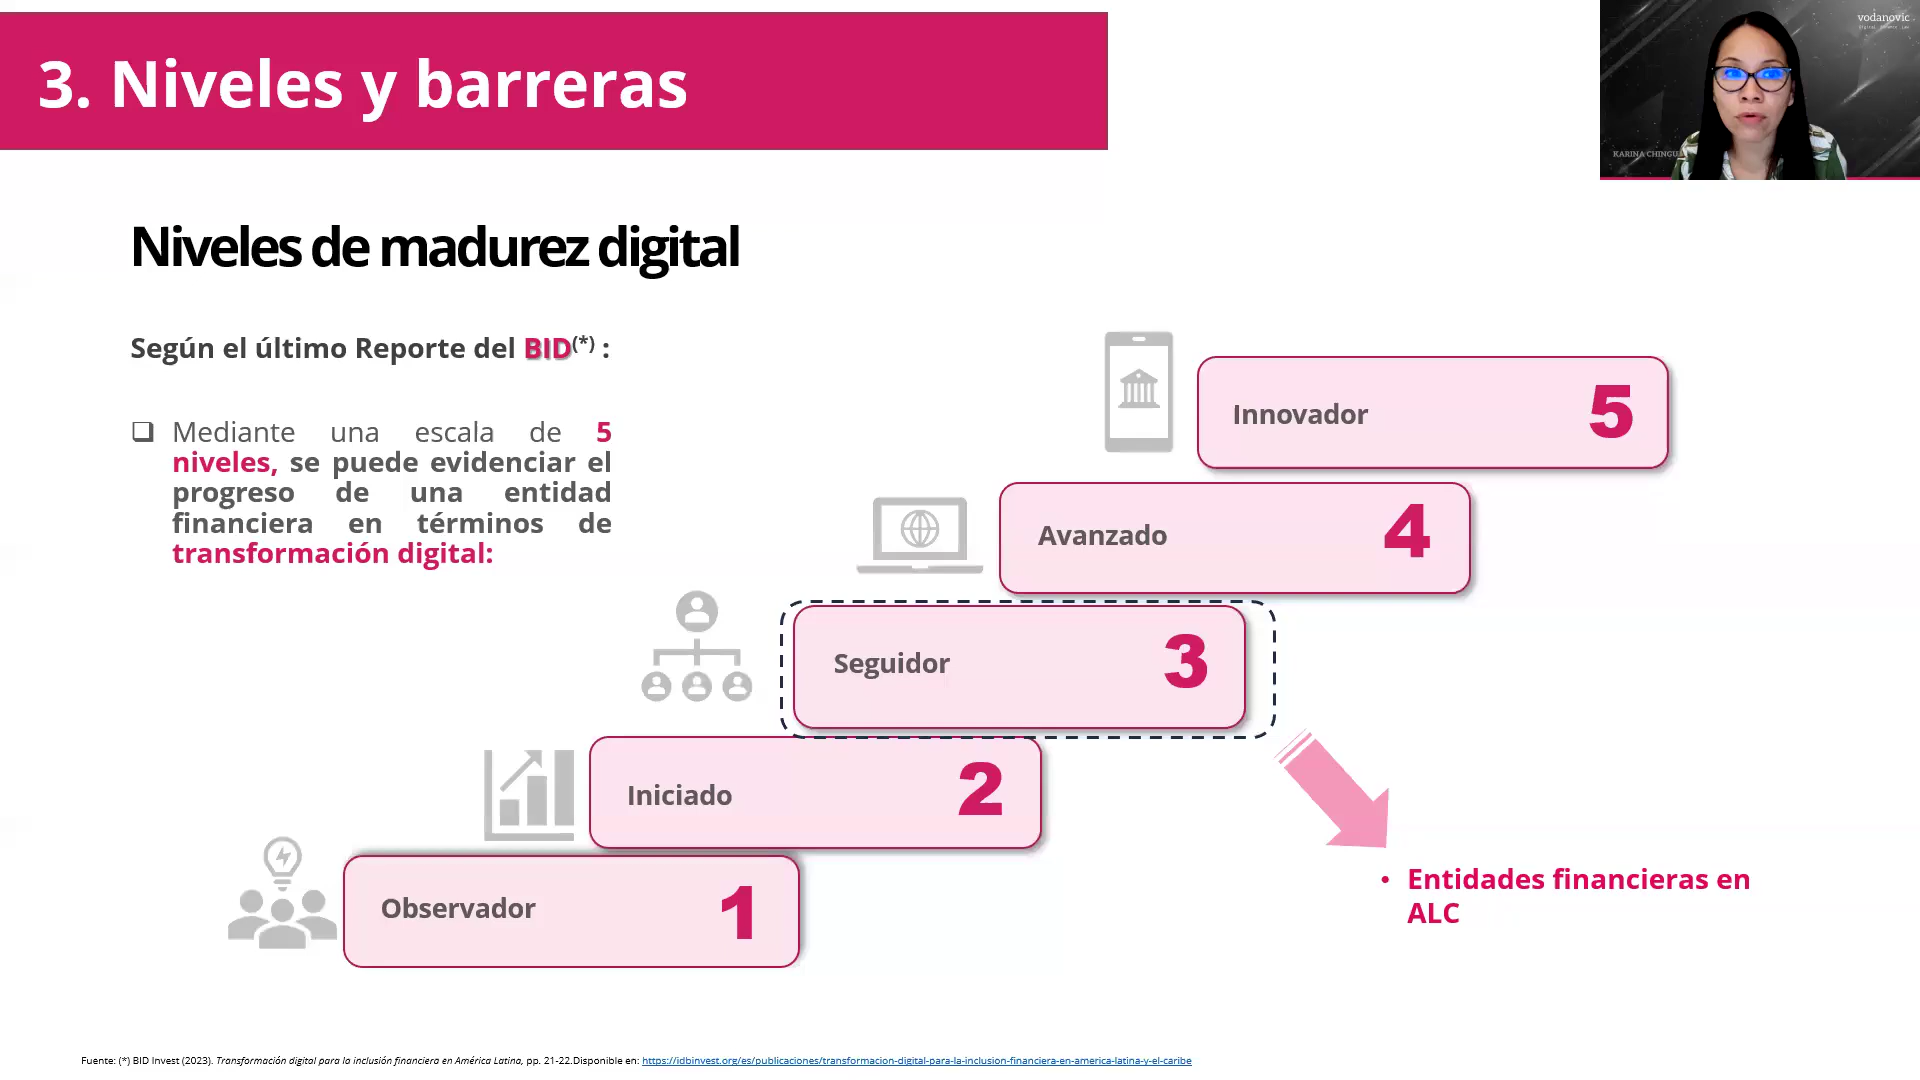 3. Niveles y barreras
vodanovic
KARINA CHINGUE
Niveles de madurez digital
Según el último Reporte del BID(*) :
❑ Mediante una escala de 5
niveles, se puede evidenciar el
progreso de una entidad
financiera en términos de
transformación digital:
Innovador 5
Avanzado 4
Seguidor 3
Iniciado 2
Observador 1
• Entidades financieras en
ALC
Fuente: (*) BID Invest (2023). Transformación digital para la inclusión financiera en América Latina, pp. 21-22.Disponible en: https://idbinvest.org/es/publicaciones/transformacion-digital-para-la-inclusion-financiera-en-america-latina-y-el-caribe